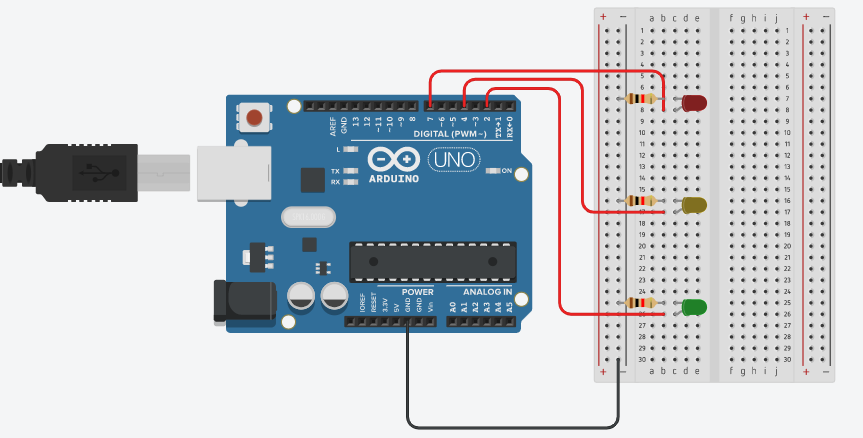 + − a b c d e f g h i j + −
1 1
2 2
3 3
4 4
5 5
6 6
7 7
8 8
9 9
10 10
11 11
12 12
13 13
14 14
15 15
16 16
17 17
18 18
19 19
20 20
21 21
22 22
23 23
24 24
25 25
26 26
27 27
28 28
29 29
30 30
+ − a b c d e f g h i j + −
AREF GND 13 12 ~11 ~10 ~9 8 7 ~6 ~5 4 ~3 2 TX→1 RX←0
DIGITAL (PWM~)
L
TX
RX
ARDUINO
UNO
ON
POWER ANALOG IN
IOREF RESET 3.3V 5V GND GND Vin A0 A1 A2 A3 A4 A5